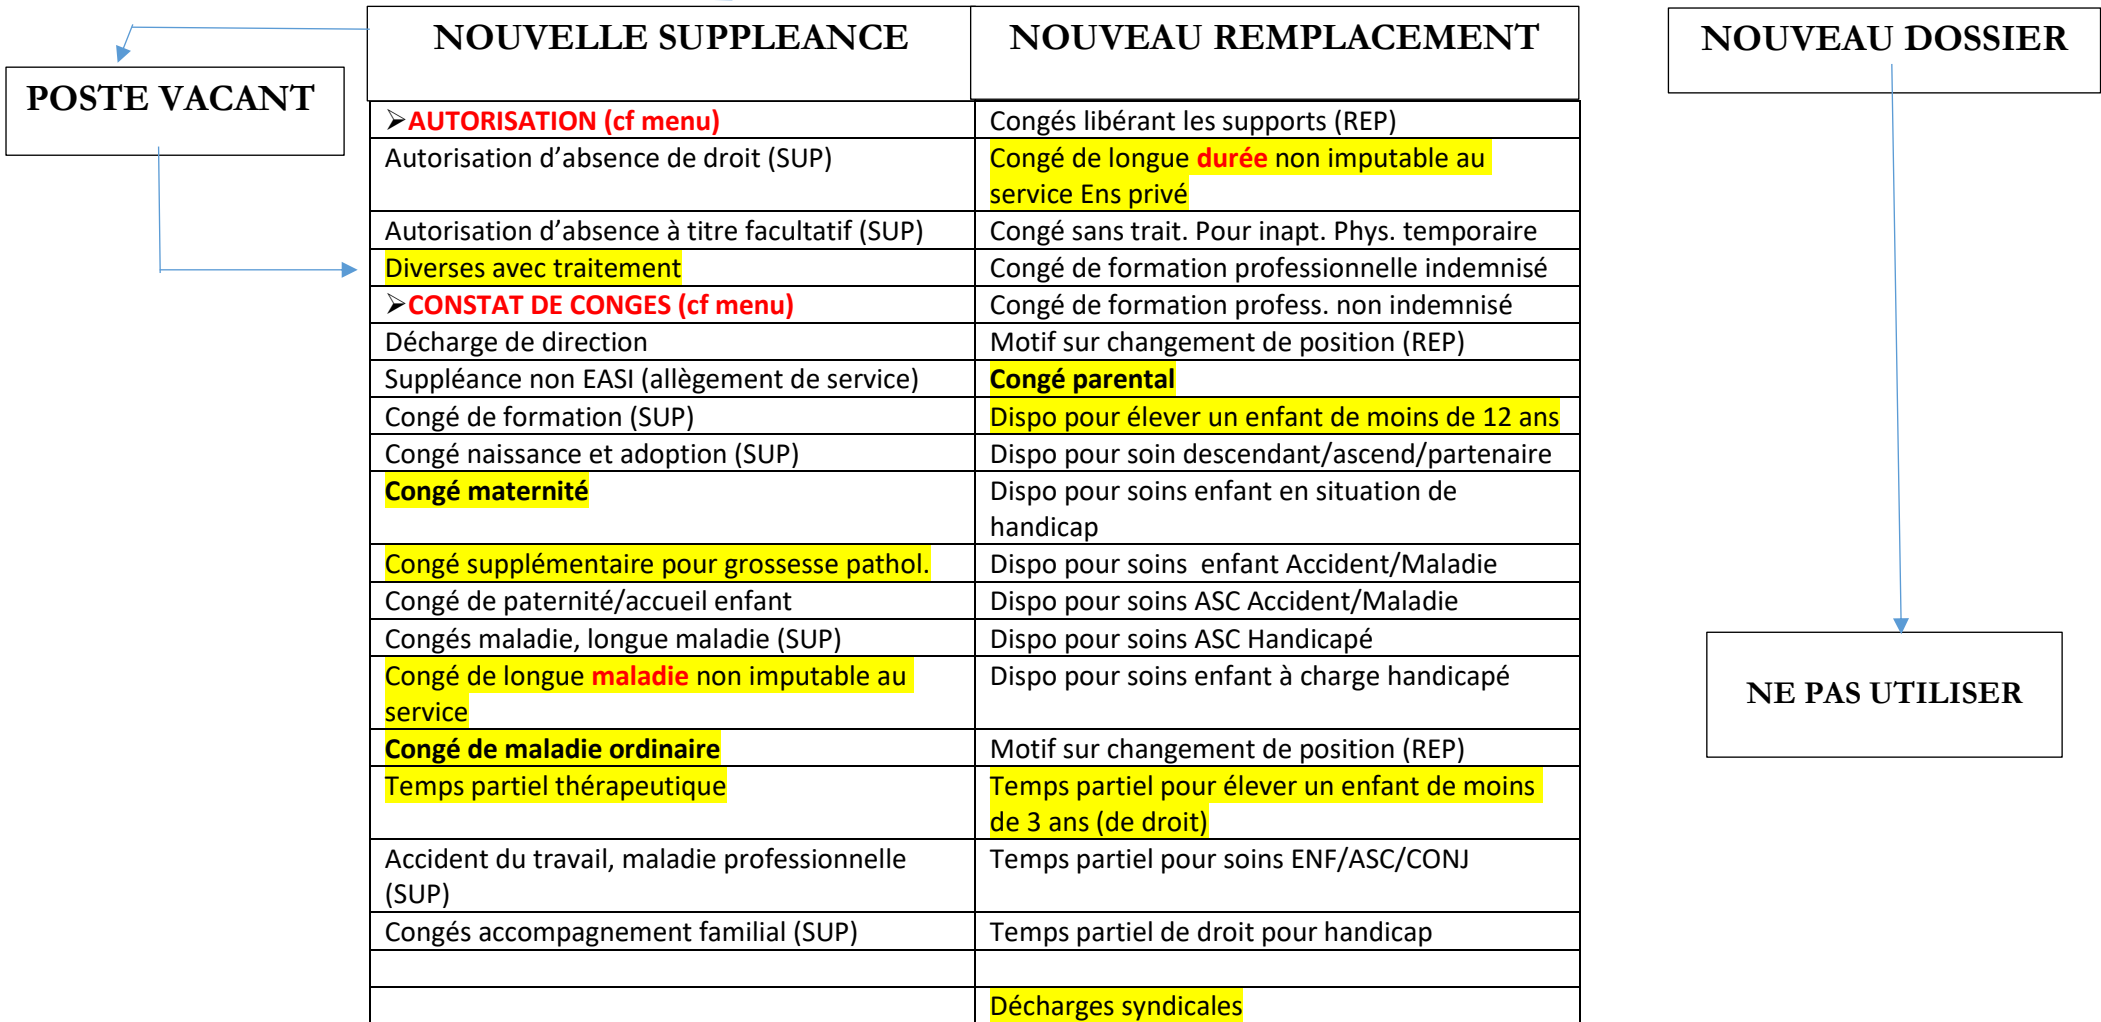 NOUVELLE SUPPLEANCE
NOUVEAU REMPLACEMENT
NOUVEAU DOSSIER
POSTE VACANT
➢AUTORISATION (cf menu)
Congés libérant les supports (REP)
Autorisation d’absence de droit (SUP)
Congé de longue durée non imputable au
service Ens privé
Autorisation d’absence à titre facultatif (SUP)
Congé sans trait. Pour inapt. Phys. temporaire
Diverses avec traitement
Congé de formation professionnelle indemnisé
➢CONSTAT DE CONGES (cf menu)
Congé de formation profess. non indemnisé
Décharge de direction
Motif sur changement de position (REP)
Suppléance non EASI (allègement de service)
Congé parental
Congé de formation (SUP)
Dispo pour élever un enfant de moins de 12 ans
Congé naissance et adoption (SUP)
Dispo pour soin descendant/ascend/partenaire
Congé maternité
Dispo pour soins enfant en situation de
handicap
Congé supplémentaire pour grossesse pathol.
Dispo pour soins  enfant Accident/Maladie
Congé de paternité/accueil enfant
Dispo pour soins ASC Accident/Maladie
Congés maladie, longue maladie (SUP)
Dispo pour soins ASC Handicapé
Congé de longue maladie non imputable au
service
Dispo pour soins enfant à charge handicapé
NE PAS UTILISER
Congé de maladie ordinaire
Motif sur changement de position (REP)
Temps partiel thérapeutique
Temps partiel pour élever un enfant de moins
de 3 ans (de droit)
Accident du travail, maladie professionnelle
(SUP)
Temps partiel pour soins ENF/ASC/CONJ
Congés accompagnement familial (SUP)
Temps partiel de droit pour handicap
Décharges syndicales